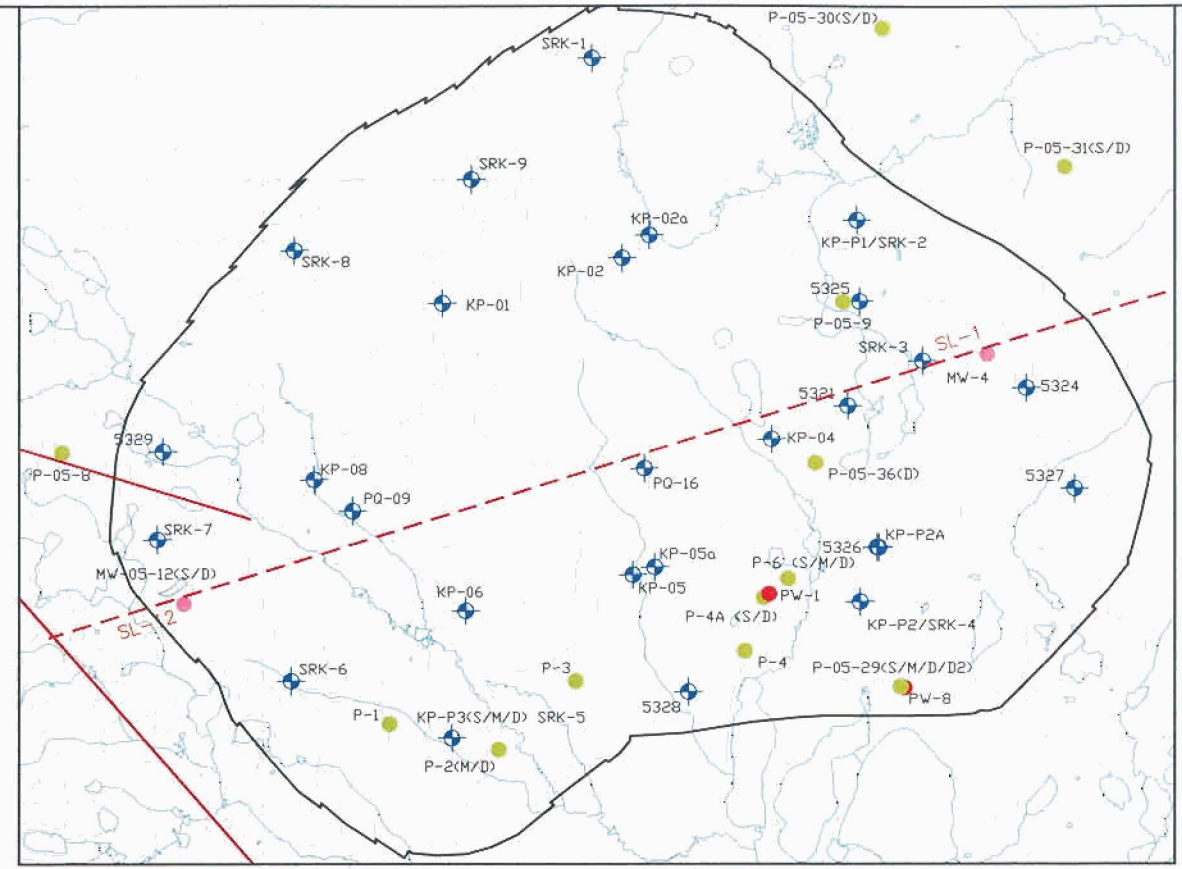 P-05-30(S/D)
SRK-1
P-05-31(S/D)
SRK-9
KP-02a
KP-P1/SRK-2
SRK-8
KP-02
5325
KP-01
P-05-9
SRK-3
SL-1
MW-4
5324
5321
5329
KP-04
P-05-8
KP-08
PQ-16
P-05-36(D)
5327
PQ-09
SRK-7
KP-P2A
5326
MW-05-12(S/D)
KP-05a
P-6 (S/M/D)
KP-05
PW-1
KP-06
P-4A (S/D)
KP-P2/SRK-4
SL-12
P-4
P-05-29(S/M/D/D2)
SRK-6
P-3
PW-8
5328
P-1
KP-P3(S/M/D) SRK-5
P-2(M/D)